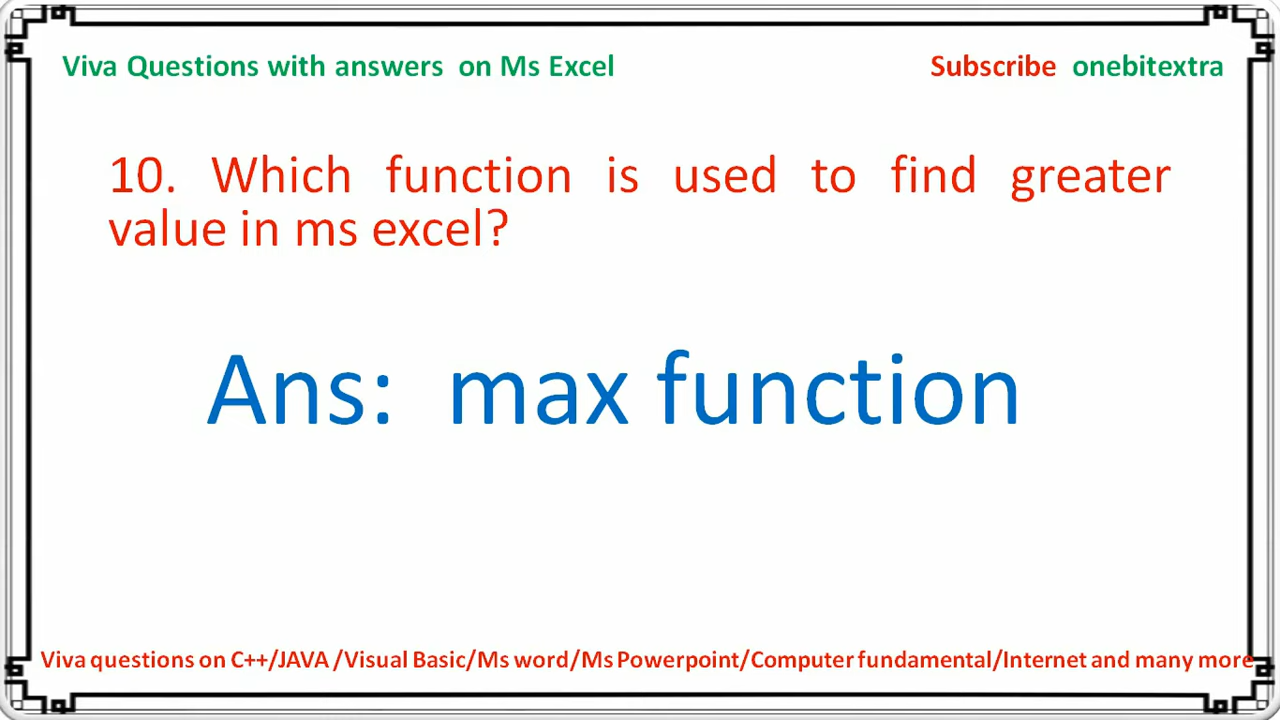 Viva Questions with answers on Ms Excel
Subscribe onebitextra
10. Which function is used to find greater
value in ms excel?
Ans: max function
Viva questions on C++/JAVA /Visual Basic/Ms word/Ms Powerpoint/Computer fundamental/Internet and many more